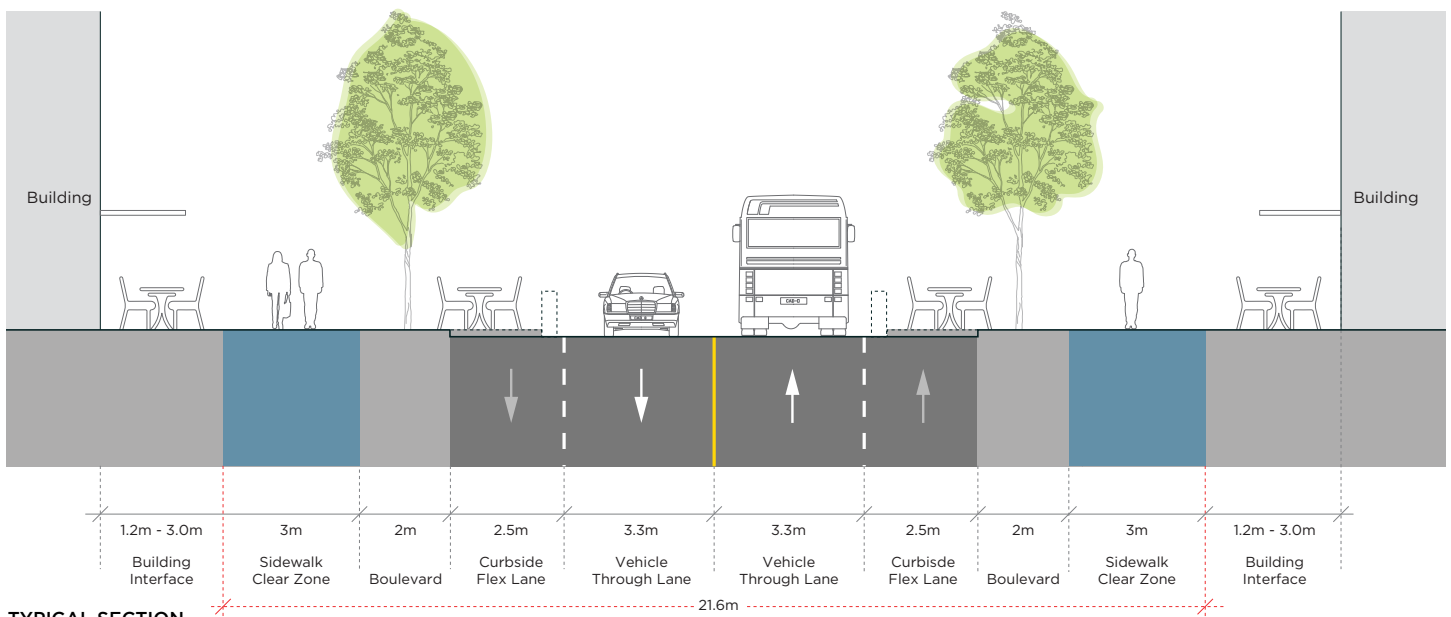 Building
Building
1.2m - 3.0m
3m
2m
2.5m
3.3m
3.3m
2.5m
2m
3m
1.2m - 3.0m
Building
Interface
Sidewalk
Clear Zone
Boulevard
Curbside
Flex Lane
Vehicle
Through Lane
Vehicle
Through Lane
Curbisde
Flex Lane
Boulevard
Sidewalk
Clear Zone
Building
Interface
21.6m
TYPICAL SECTION